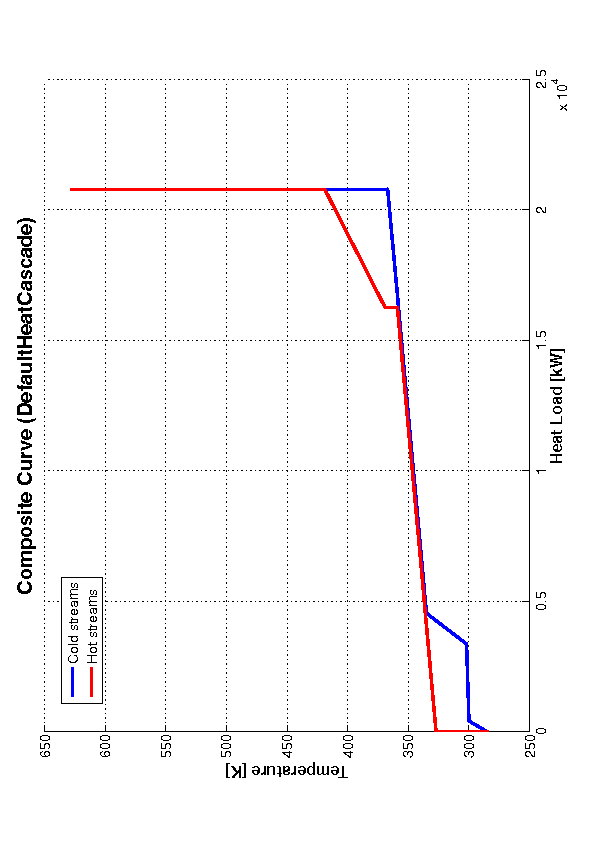 Composite Curve (DefaultHeatCascade)
Cold streams
Hot streams
650
600
550
500
450
400
350
300
250
Temperature [K]
0
0.5
1
1.5
2
2.5
x 10^4
Heat Load [kW]